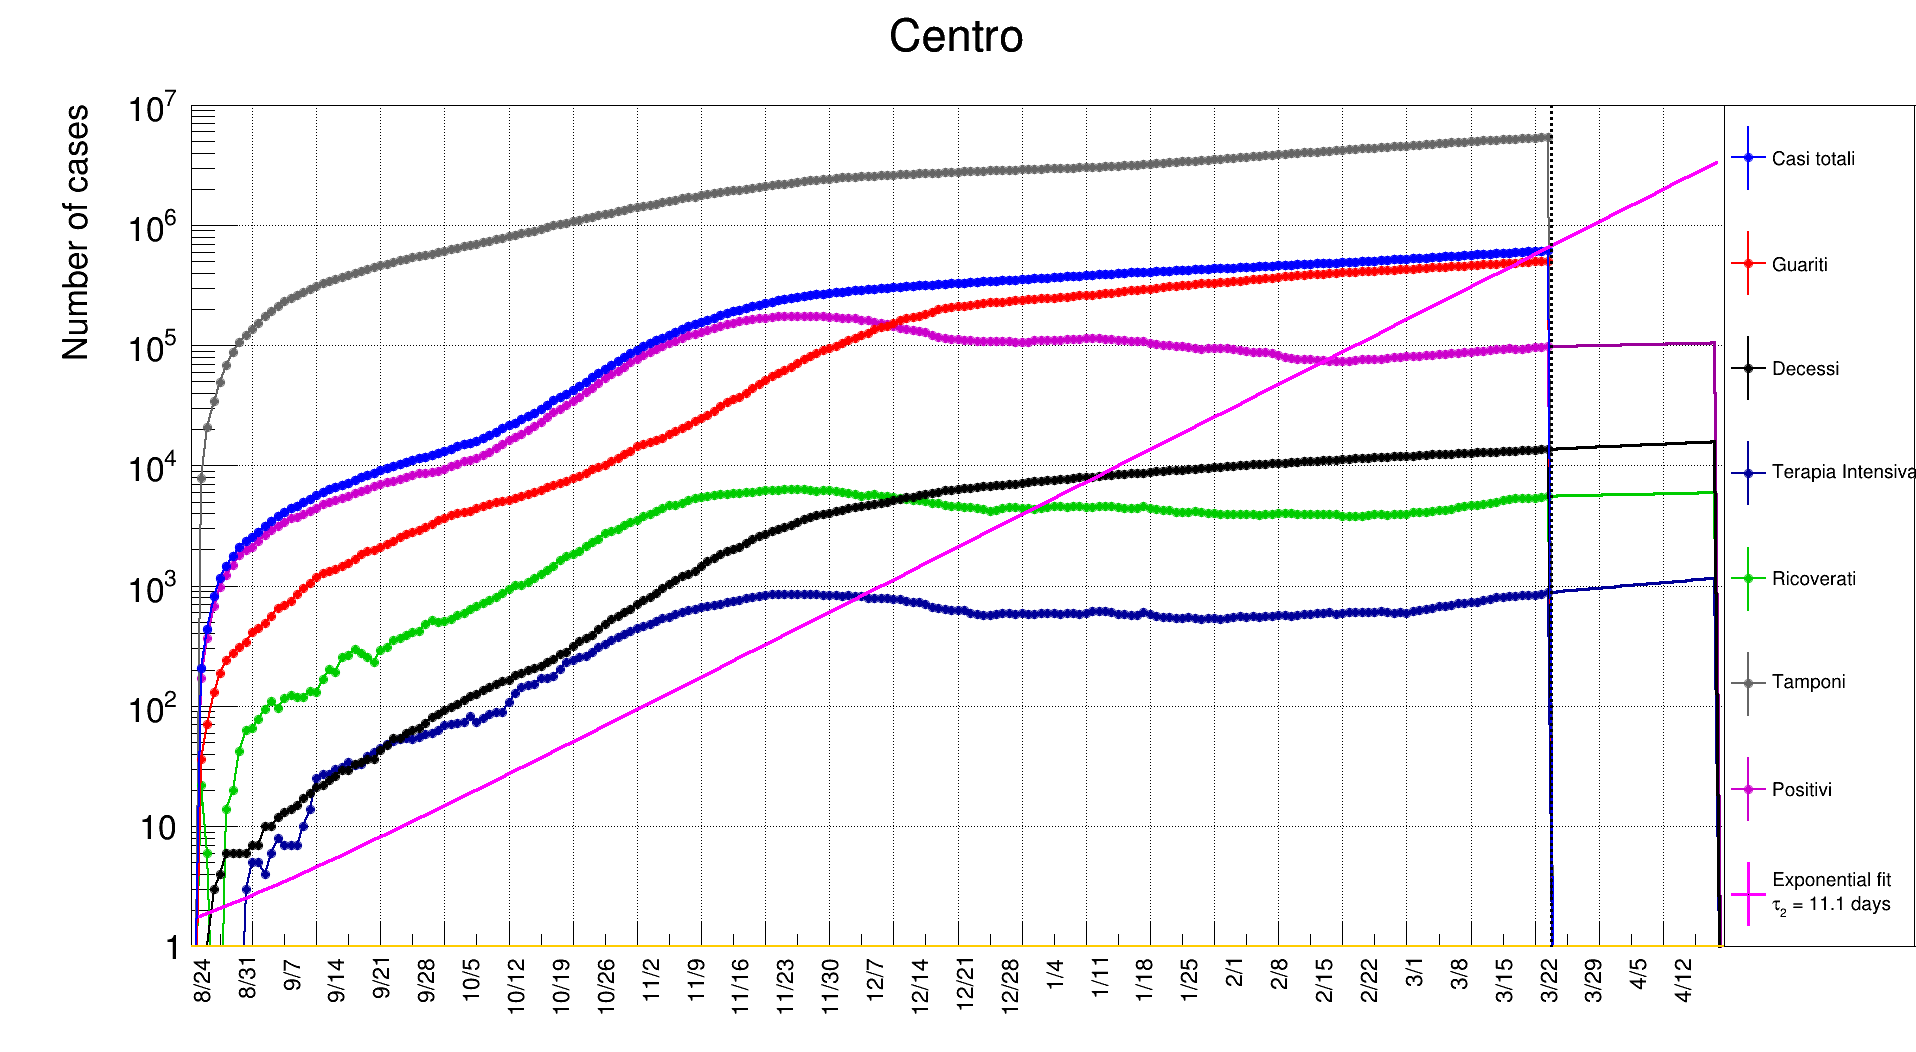 Centro
Number of cases
10^7
10^6
10^5
10^4
10^3
10^2
10
1
8/24 8/31 9/7 9/14 9/21 9/28 10/5 10/12 10/19 10/26 11/2 11/9 11/16 11/23 11/30 12/7 12/14 12/21 12/28 1/4 1/11 1/18 1/25 2/1 2/8 2/15 2/22 3/1 3/8 3/15 3/22 3/29 4/5 4/12
Casi totali
Guariti
Decessi
Terapia Intensiva
Ricoverati
Tamponi
Positivi
Exponential fit
τ₂ = 11.1 days